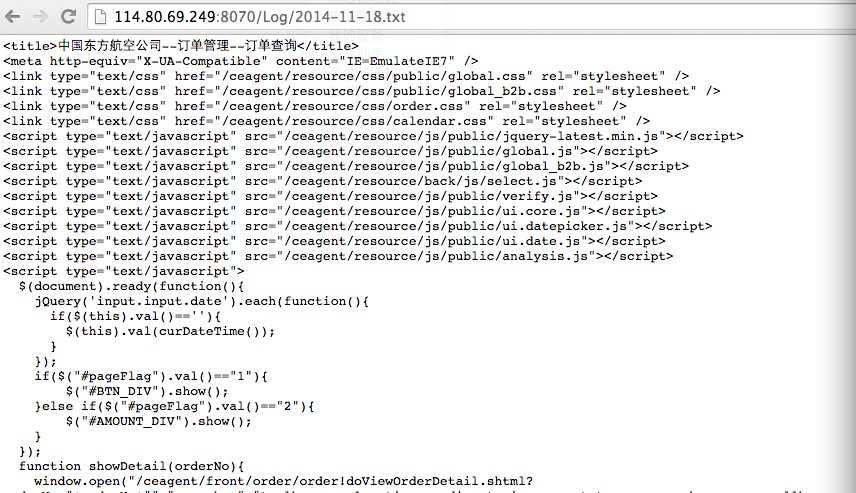 114.80.69.249:8070/Log/2014-11-18.txt
<title>中国东方航空公司--订单管理--订单查询</title>
<meta http-equiv="X-UA-Compatible" content="IE=EmulateIE7" />
<link type="text/css" href="/ceagent/resource/css/public/global.css" rel="stylesheet" />
<link type="text/css" href="/ceagent/resource/css/public/global_b2b.css" rel="stylesheet" />
<link type="text/css" href="/ceagent/resource/css/order.css" rel="stylesheet" />
<link type="text/css" href="/ceagent/resource/css/calendar.css" rel="stylesheet" />
<script type="text/javascript" src="/ceagent/resource/js/public/jquery-latest.min.js"></script>
<script type="text/javascript" src="/ceagent/resource/js/public/global.js"></script>
<script type="text/javascript" src="/ceagent/resource/js/public/global_b2b.js"></script>
<script type="text/javascript" src="/ceagent/resource/back/js/select.js"></script>
<script type="text/javascript" src="/ceagent/resource/js/public/verify.js"></script>
<script type="text/javascript" src="/ceagent/resource/js/public/ui.core.js"></script>
<script type="text/javascript" src="/ceagent/resource/js/public/ui.datepicker.js"></script>
<script type="text/javascript" src="/ceagent/resource/js/public/ui.date.js"></script>
<script type="text/javascript" src="/ceagent/resource/js/public/analysis.js"></script>
<script type="text/javascript">
$(document).ready(function(){
jQuery('input.input.date').each(function(){
if($(this).val()==''){
$(this).val(curDateTime());
}
});
if($("#pageFlag").val()=="1"){
$("#BTN_DIV").show();
}else if($("#pageFlag").val()=="2"){
$("#AMOUNT_DIV").show();
}
});
function showDetail(orderNo){
window.open("/ceagent/front/order/order!doViewOrderDetail.shtml?